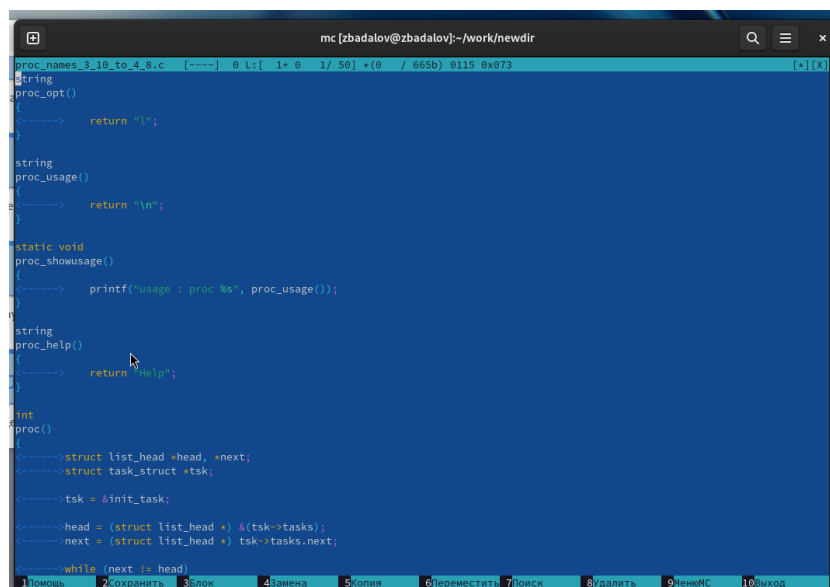 mc [zbadalov@zbadalov]:~/work/newdir
proc_names_3_10_to_4_8.c [----] 0 L:[ 1+ 0 1/ 50] *(0 / 665b) 0115 0x073 [*][X]
string
proc_opt()
{
<------> return "l";
}
string
proc_usage()
{
<------> return "\n";
}
static void
proc_showusage()
{
<------> printf("usage : proc %s", proc_usage());
}
string
proc_help()
{
<------> return "Help";
}
int
proc()
{
<------>struct list_head *head, *next;
<------>struct task_struct *tsk;
<------>tsk = &init_task;
<------>head = (struct list_head *) &(tsk->tasks);
<------>next = (struct list_head *) tsk->tasks.next;
<------>while (next != head)
1Помощь 2Сохранить 3Блок 4Замена 5Копия 6Переместить 7Поиск 8Удалить 9МенюМС 10Выход